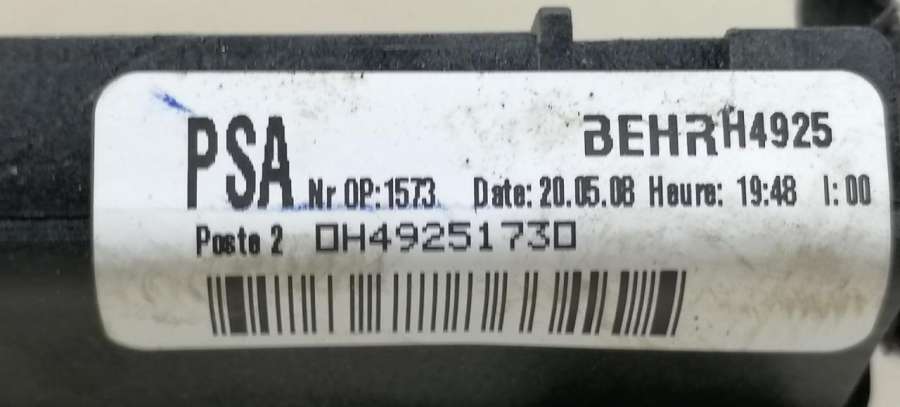 PSA BEHR H4925
Nr OP:1573 Date: 20.05.08 Heure: 19:48 I: 00
Poste 2 0H49251730